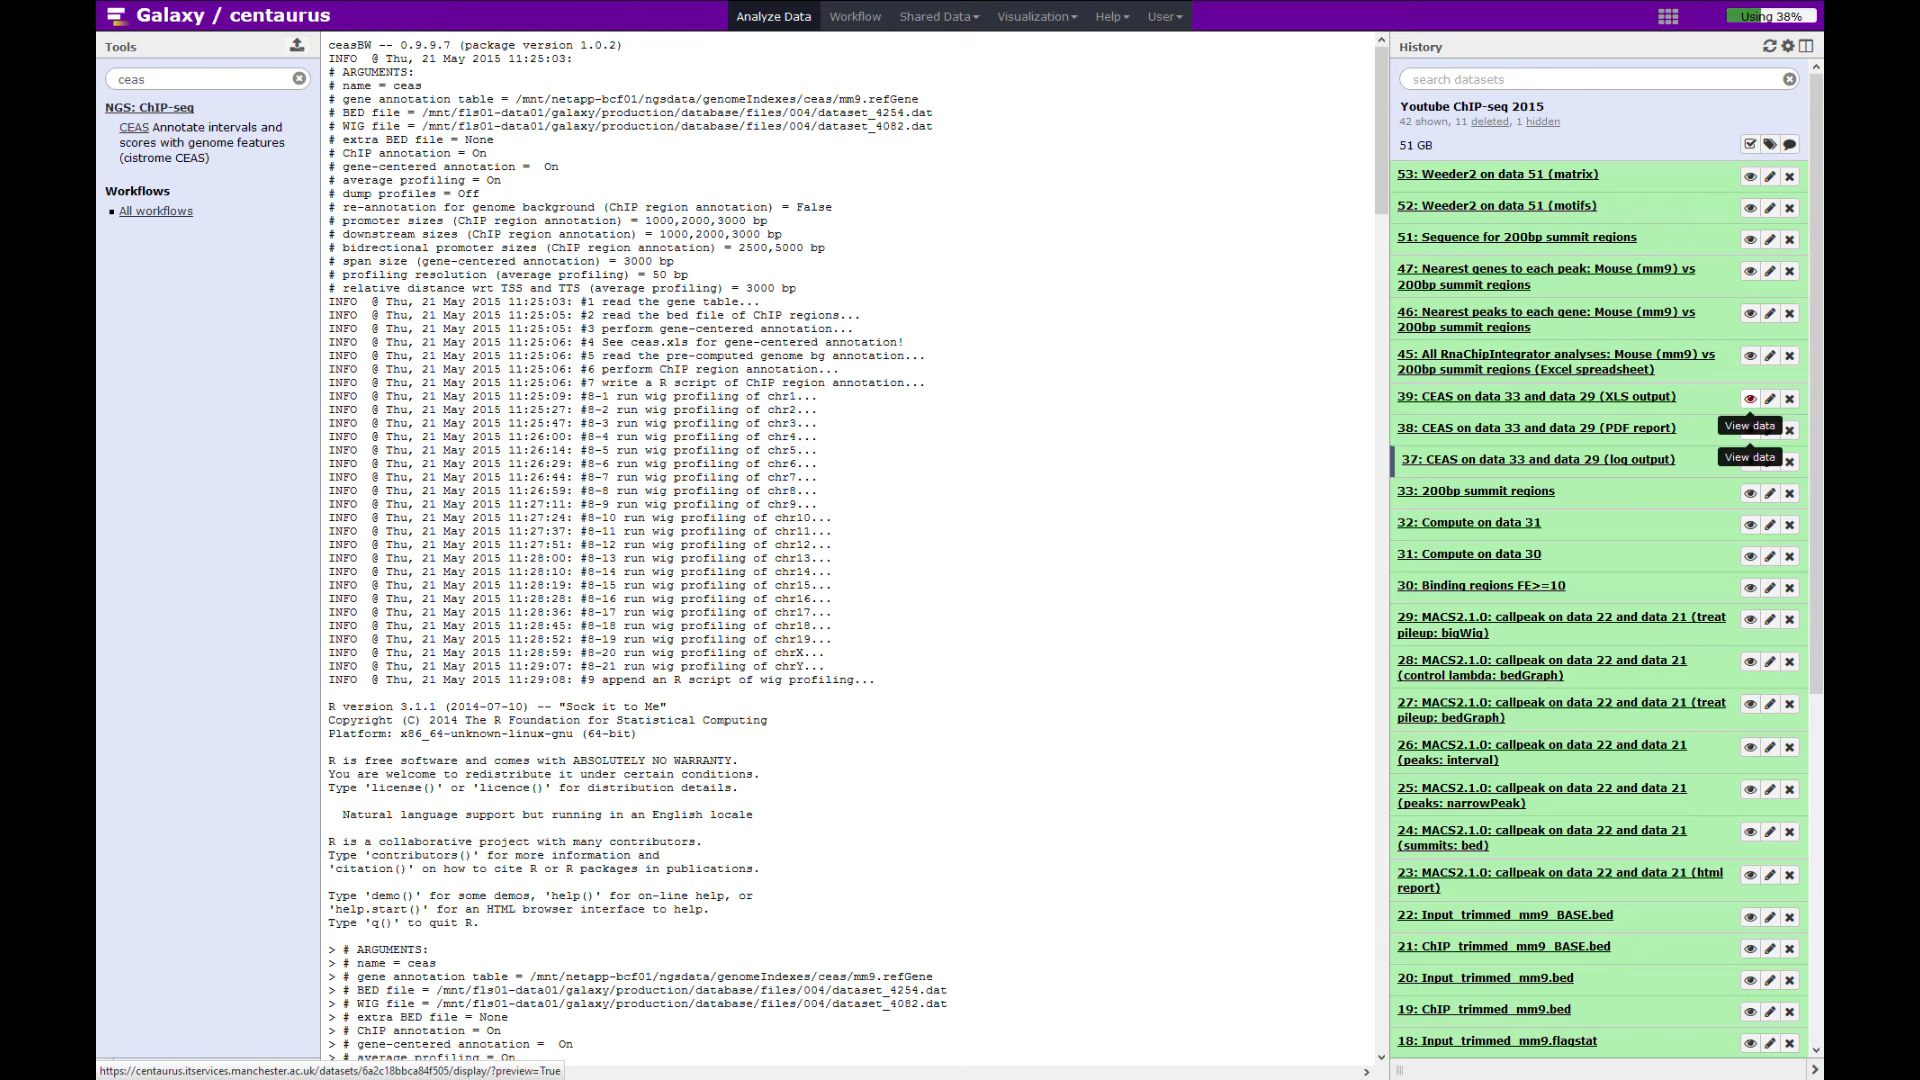 Galaxy / centaurus
Analyze Data
Workflow
Shared Data
Visualization
Help
User
Using 38%
Tools
ceas
NGS: ChIP-seq
CEAS Annotate intervals and
scores with genome features
(cistrome CEAS)
Workflows
All workflows
ceasBW -- 0.9.9.7 (package version 1.0.2)
INFO  @ Thu, 21 May 2015 11:25:03:
# ARGUMENTS:
# name = ceas
# gene annotation table = /mnt/netapp-bcf01/ngsdata/genomeIndexes/ceas/mm9.refGene
# BED file = /mnt/fls01-data01/galaxy/production/database/files/004/dataset_4254.dat
# WIG file = /mnt/fls01-data01/galaxy/production/database/files/004/dataset_4082.dat
# extra BED file = None
# ChIP annotation = On
# gene-centered annotation =  On
# average profiling = On
# dump profiles = Off
# re-annotation for genome background (ChIP region annotation) = False
# promoter sizes (ChIP region annotation) = 1000,2000,3000 bp
# downstream sizes (ChIP region annotation) = 1000,2000,3000 bp
# bidrectional promoter sizes (ChIP region annotation) = 2500,5000 bp
# span size (gene-centered annotation) = 3000 bp
# profiling resolution (average profiling) = 50 bp
# relative distance wrt TSS and TTS (average profiling) = 3000 bp
INFO  @ Thu, 21 May 2015 11:25:03: #1 read the gene table...
INFO  @ Thu, 21 May 2015 11:25:05: #2 read the bed file of ChIP regions...
INFO  @ Thu, 21 May 2015 11:25:05: #3 perform gene-centered annotation...
INFO  @ Thu, 21 May 2015 11:25:06: #4 See ceas.xls for gene-centered annotation!
INFO  @ Thu, 21 May 2015 11:25:06: #5 read the pre-computed genome bg annotation...
INFO  @ Thu, 21 May 2015 11:25:06: #6 perform ChIP region annotation...
INFO  @ Thu, 21 May 2015 11:25:06: #7 write a R script of ChIP region annotation...
INFO  @ Thu, 21 May 2015 11:25:09: #8-1 run wig profiling of chr1...
INFO  @ Thu, 21 May 2015 11:25:27: #8-2 run wig profiling of chr2...
INFO  @ Thu, 21 May 2015 11:25:47: #8-3 run wig profiling of chr3...
INFO  @ Thu, 21 May 2015 11:26:00: #8-4 run wig profiling of chr4...
INFO  @ Thu, 21 May 2015 11:26:14: #8-5 run wig profiling of chr5...
INFO  @ Thu, 21 May 2015 11:26:29: #8-6 run wig profiling of chr6...
INFO  @ Thu, 21 May 2015 11:26:44: #8-7 run wig profiling of chr7...
INFO  @ Thu, 21 May 2015 11:26:59: #8-8 run wig profiling of chr8...
INFO  @ Thu, 21 May 2015 11:27:11: #8-9 run wig profiling of chr9...
INFO  @ Thu, 21 May 2015 11:27:24: #8-10 run wig profiling of chr10...
INFO  @ Thu, 21 May 2015 11:27:37: #8-11 run wig profiling of chr11...
INFO  @ Thu, 21 May 2015 11:27:51: #8-12 run wig profiling of chr12...
INFO  @ Thu, 21 May 2015 11:28:00: #8-13 run wig profiling of chr13...
INFO  @ Thu, 21 May 2015 11:28:10: #8-14 run wig profiling of chr14...
INFO  @ Thu, 21 May 2015 11:28:19: #8-15 run wig profiling of chr15...
INFO  @ Thu, 21 May 2015 11:28:28: #8-16 run wig profiling of chr16...
INFO  @ Thu, 21 May 2015 11:28:36: #8-17 run wig profiling of chr17...
INFO  @ Thu, 21 May 2015 11:28:45: #8-18 run wig profiling of chr18...
INFO  @ Thu, 21 May 2015 11:28:52: #8-19 run wig profiling of chr19...
INFO  @ Thu, 21 May 2015 11:28:59: #8-20 run wig profiling of chrX...
INFO  @ Thu, 21 May 2015 11:29:07: #8-21 run wig profiling of chrY...
INFO  @ Thu, 21 May 2015 11:29:08: #9 append an R script of wig profiling...
R version 3.1.1 (2014-07-10) -- "Sock it to Me"
Copyright (C) 2014 The R Foundation for Statistical Computing
Platform: x86_64-unknown-linux-gnu (64-bit)
R is free software and comes with ABSOLUTELY NO WARRANTY.
You are welcome to redistribute it under certain conditions.
Type 'license()' or 'licence()' for distribution details.
Natural language support but running in an English locale
R is a collaborative project with many contributors.
Type 'contributors()' for more information and
'citation()' on how to cite R or R packages in publications.
Type 'demo()' for some demos, 'help()' for on-line help, or
'help.start()' for an HTML browser interface to help.
Type 'q()' to quit R.
> # ARGUMENTS:
> # name = ceas
> # gene annotation table = /mnt/netapp-bcf01/ngsdata/genomeIndexes/ceas/mm9.refGene
> # BED file = /mnt/fls01-data01/galaxy/production/database/files/004/dataset_4254.dat
> # WIG file = /mnt/fls01-data01/galaxy/production/database/files/004/dataset_4082.dat
> # extra BED file = None
> # ChIP annotation = On
> # gene-centered annotation =  On
> # average profiling = On
https://centaurus.itservices.manchester.ac.uk/datasets/6a2c18bbca84f505/display/?preview=True
History
search datasets
Youtube ChIP-seq 2015
42 shown, 11 deleted, 1 hidden
51 GB
53: Weeder2 on data 51 (matrix)
52: Weeder2 on data 51 (motifs)
51: Sequence for 200bp summit regions
47: Nearest genes to each peak: Mouse (mm9) vs
200bp summit regions
46: Nearest peaks to each gene: Mouse (mm9) vs
200bp summit regions
45: All RnaChipIntegrator analyses: Mouse (mm9) vs
200bp summit regions (Excel spreadsheet)
39: CEAS on data 33 and data 29 (XLS output)
View data
38: CEAS on data 33 and data 29 (PDF report)
View data
37: CEAS on data 33 and data 29 (log output)
33: 200bp summit regions
32: Compute on data 31
31: Compute on data 30
30: Binding regions FE>=10
29: MACS2.1.0: callpeak on data 22 and data 21 (treat
pileup: bigWig)
28: MACS2.1.0: callpeak on data 22 and data 21
(control lambda: bedGraph)
27: MACS2.1.0: callpeak on data 22 and data 21 (treat
pileup: bedGraph)
26: MACS2.1.0: callpeak on data 22 and data 21
(peaks: interval)
25: MACS2.1.0: callpeak on data 22 and data 21
(peaks: narrowPeak)
24: MACS2.1.0: callpeak on data 22 and data 21
(summits: bed)
23: MACS2.1.0: callpeak on data 22 and data 21 (html
report)
22: Input_trimmed_mm9_BASE.bed
21: ChIP_trimmed_mm9_BASE.bed
20: Input_trimmed_mm9.bed
19: ChIP_trimmed_mm9.bed
18: Input_trimmed_mm9.flagstat